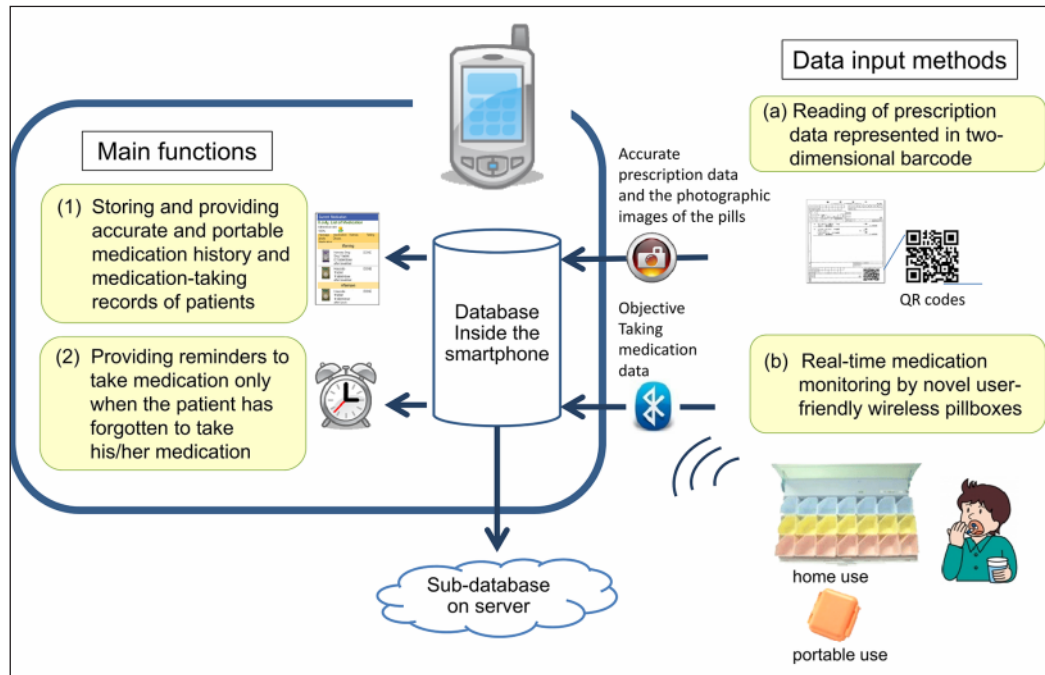 Data input methods
(a) Reading of prescription
data represented in two-
dimensional barcode
Main functions
(1) Storing and providing
accurate and portable
medication history and
medication-taking
records of patients
Accurate
prescription data
and the photographic
images of the pills
QR codes
Database
Inside the
smartphone
Objective
Taking
medication
data
(2) Providing reminders to
take medication only
when the patient has
forgotten to take
his/her medication
(b) Real-time medication
monitoring by novel user-
friendly wireless pillboxes
home use
portable use
Sub-database
on server